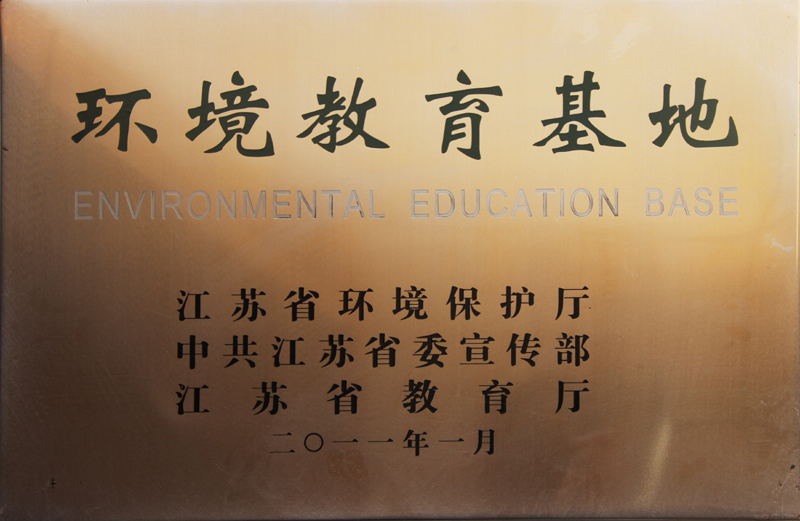 环境教育基地
ENVIRONMENTAL EDUCATION BASE
江苏省环境保护厅
中共江苏省委宣传部
江苏省教育厅
二〇一一年一月